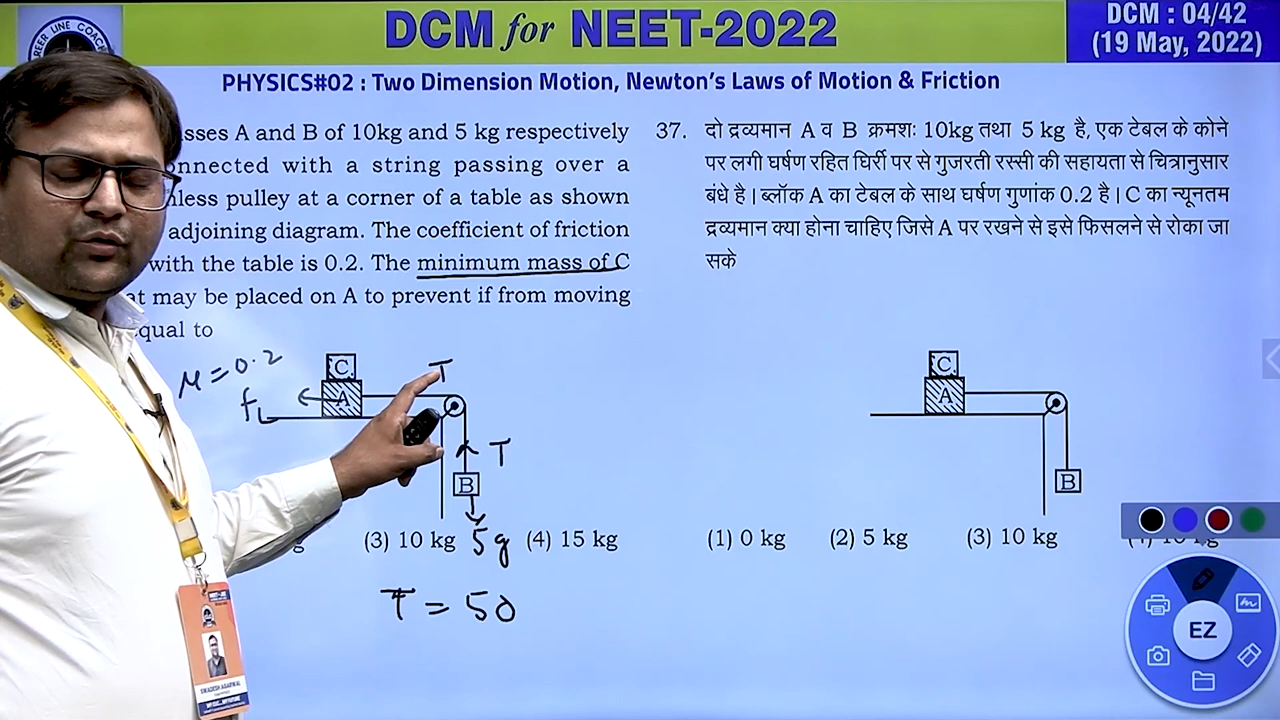 DCM for NEET-2022
DCM : 04/42
(19 May, 2022)
PHYSICS#02 : Two Dimension Motion, Newton's Laws of Motion & Friction
sses A and B of 10kg and 5 kg respectively
onnected with a string passing over a
nless pulley at a corner of a table as shown
adjoining diagram. The coefficient of friction
with the table is 0.2. The minimum mass of C
at may be placed on A to prevent if from moving
qual to
μ = 0.2
C
A
fL
T
T
B
(3) 10 kg
5g
(4) 15 kg
T = 50
37. दो द्रव्यमान A व B क्रमशः 10kg तथा 5 kg है, एक टेबल के कोने
पर लगी घर्षण रहित घिर्री पर से गुजरती रस्सी की सहायता से चित्रानुसार
बंधे है। ब्लॉक A का टेबल के साथ घर्षण गुणांक 0.2 है। C का न्यूनतम
द्रव्यमान क्या होना चाहिए जिसे A पर रखने से इसे फिसलने से रोका जा
सके
C
A
B
(1) 0 kg (2) 5 kg (3) 10 kg
EZ
SWADESH AGARWAL